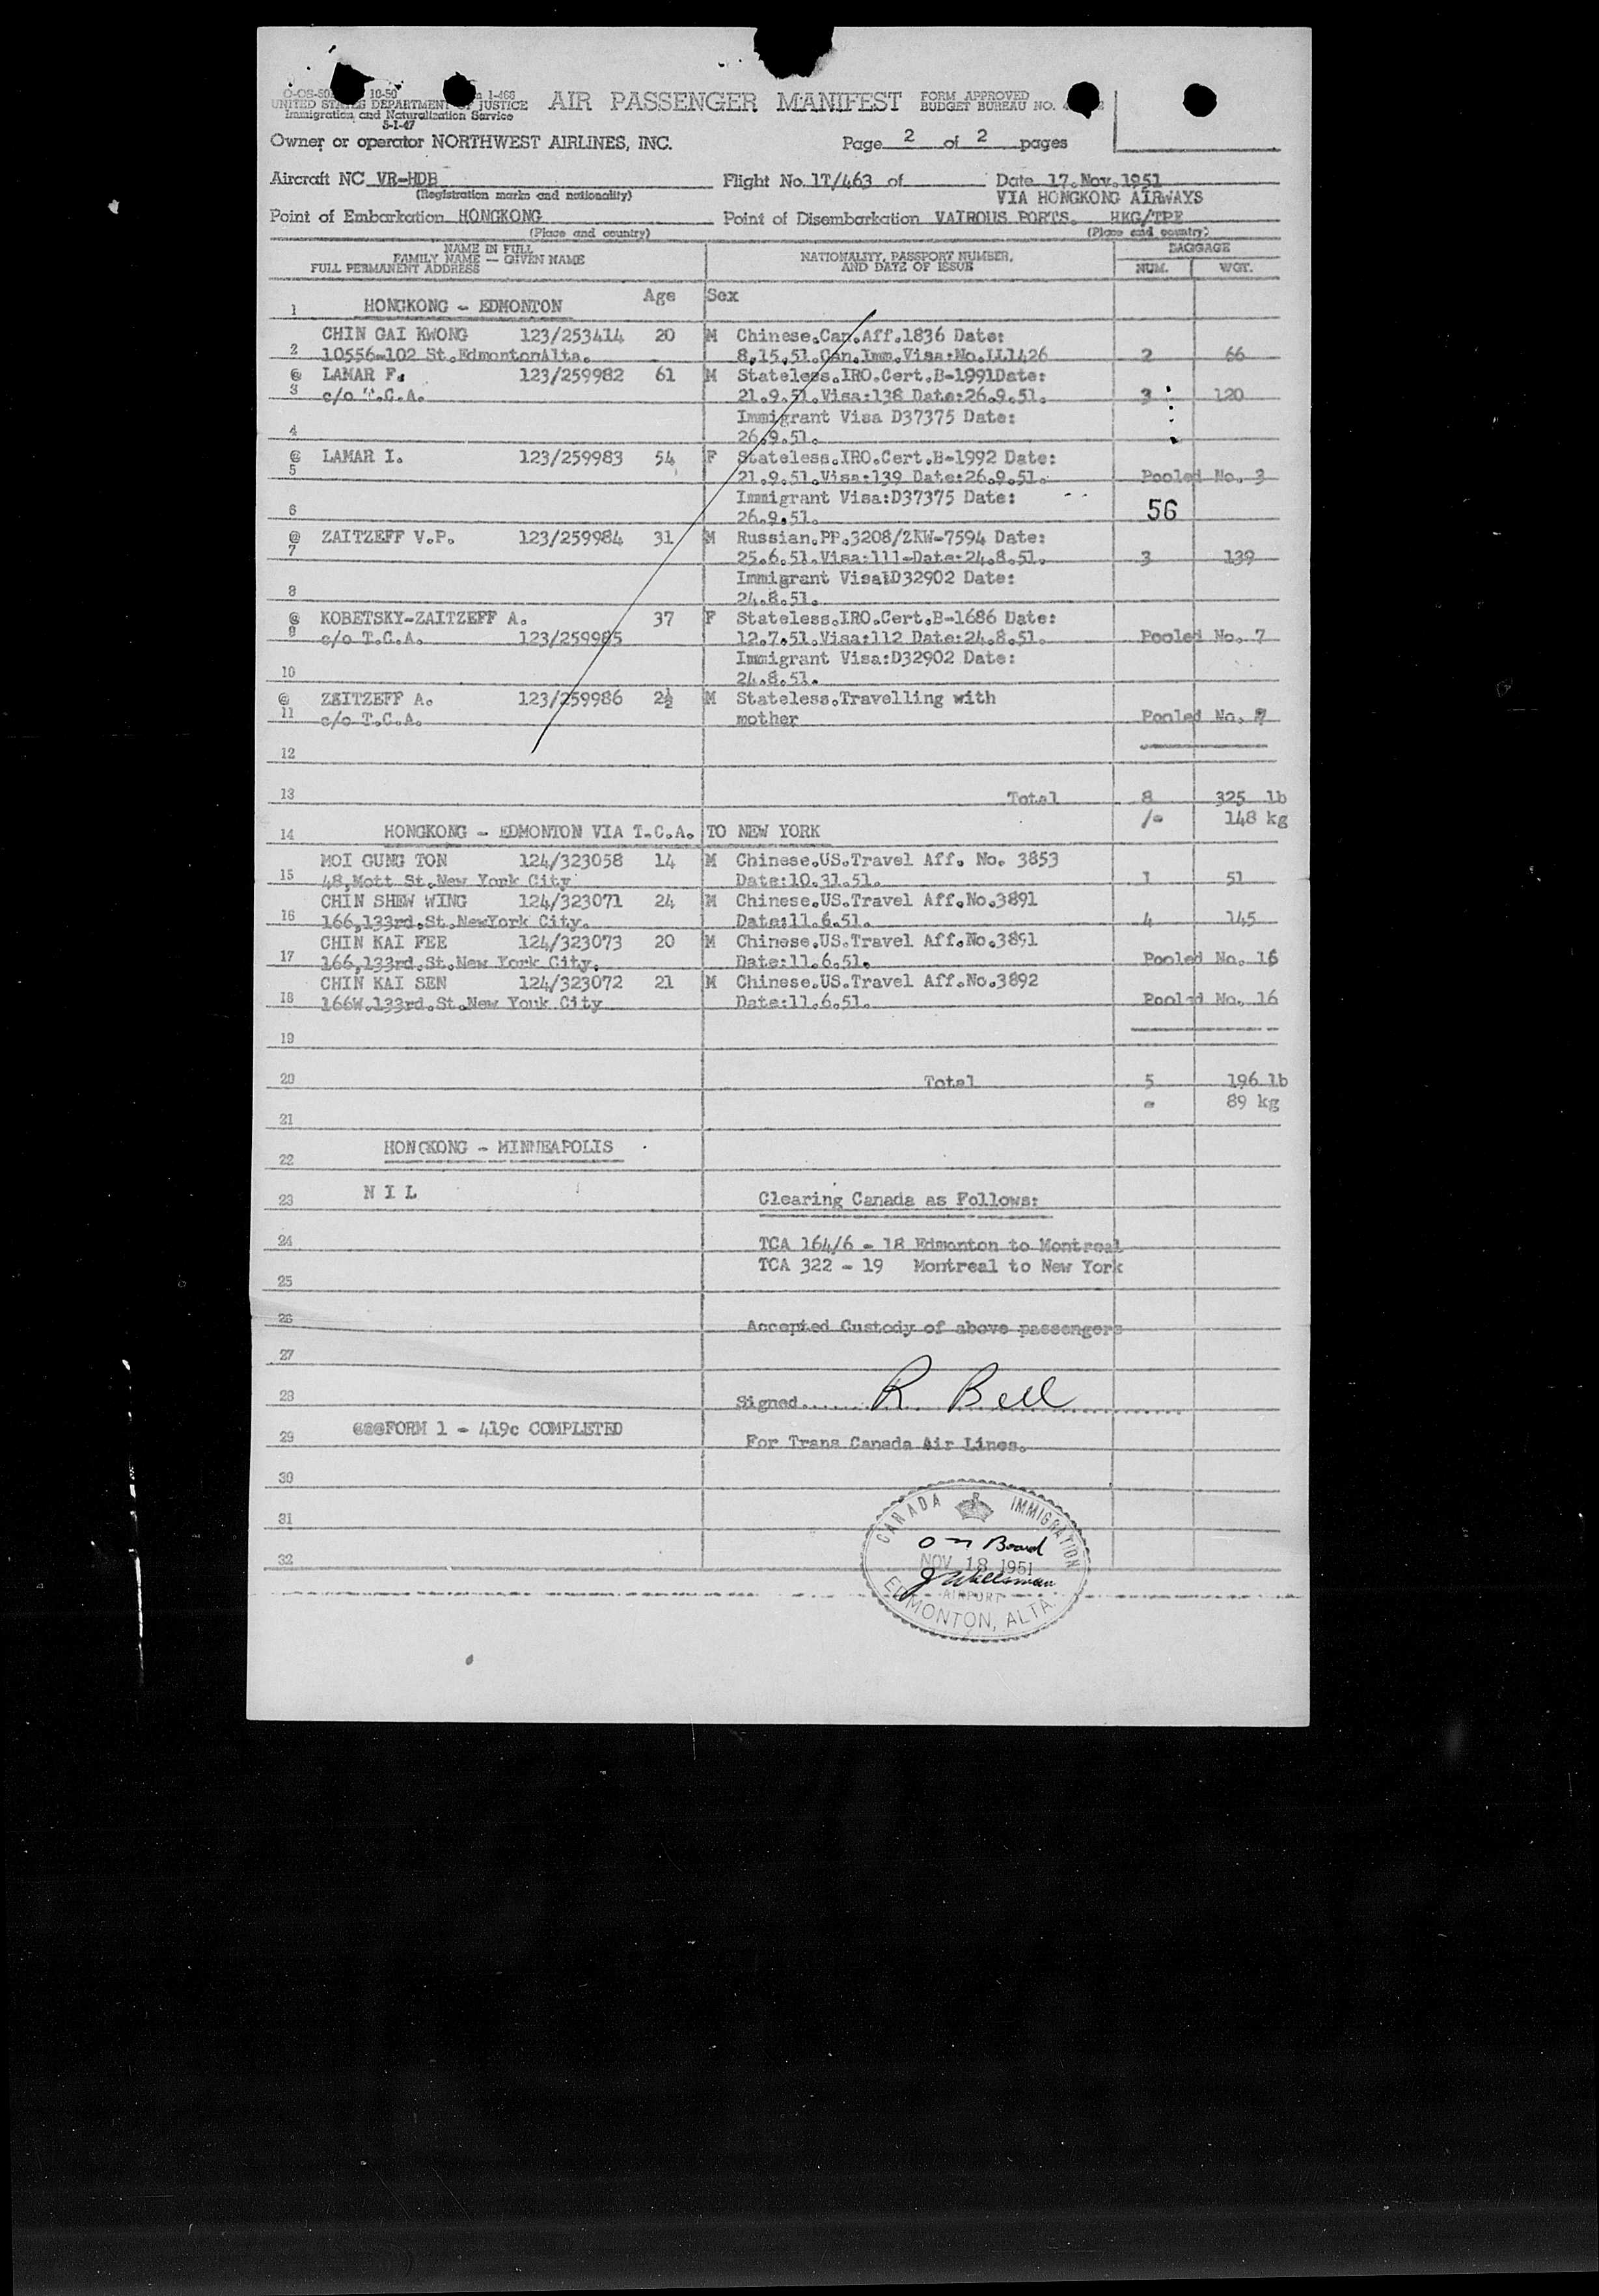 10-50 1-466
UNITED STATES DEPARTMENT OF JUSTICE
Immigration and Naturalization Service
5-1-47
AIR PASSENGER MANIFEST
FORM APPROVED
BUDGET BUREAU NO.
Owner or operator NORTHWEST AIRLINES, INC. Page 2 of 2 pages
Aircraft NC VR-HDB Flight No. 1T/463 of Date 17.Nov.1951
(Registration marks and nationality) VIA HONGKONG AIRWAYS
Point of Embarkation HONGKONG Point of Disembarkation VAIROUS PORTS. HKG/TPE
(Place and country) (Place and country)
NAME IN FULL
FAMILY NAME — GIVEN NAME
FULL PERMANENT ADDRESS
NATIONALITY, PASSPORT NUMBER,
AND DATE OF ISSUE
BAGGAGE
NUM. WGT.
Age Sex
1 HONGKONG - EDMONTON
CHIN GAI KWONG 123/253414 20 M Chinese.Can.Aff.1836 Date:
2 10556-102 St.EdmontonAlta. 8.15.51.Can.Imm.Visa:No.LL1426 2 66
@ LAMAR F. 123/259982 61 M Stateless.IRO.Cert.B-1991Date:
3 c/o T.C.A. 21.9.51.Visa:138 Date:26.9.51. 3 120
Immigrant Visa D37375 Date:
4 26.9.51.
@ LAMAR I. 123/259983 54 F Stateless.IRO.Cert.B-1992 Date:
5 21.9.51.Visa:139 Date:26.9.51. Pooled No. 3
Immigrant Visa:D37375 Date:
6 26.9.51. 56
@ ZAITZEFF V.P. 123/259984 31 M Russian.PP.3208/ZKW-7594 Date:
7 25.6.51.Visa:111-Date:24.8.51. 3 139
Immigrant Visa:D32902 Date:
8 24.8.51.
@ KOBETSKY-ZAITZEFF A. 37 F Stateless.IRO.Cert.B-1686 Date:
9 c/o T.C.A. 123/259985 12.7.51.Visa:112 Date:24.8.51. Pooled No. 7
Immigrant Visa:D32902 Date:
10 24.8.51.
@ ZAITZEFF A. 123/259986 2½ M Stateless.Travelling with
11 c/o T.C.A. mother Pooled No. 7
12
13 Total 8 325 lb
148 kg
14 HONGKONG - EDMONTON VIA T.C.A. TO NEW YORK
MOI GUNG TON 124/323058 14 M Chinese.US.Travel Aff. No. 3853
15 48,Mott St.New York City Date:10.31.51. 1 51
CHIN SHEW WING 124/323071 24 M Chinese.US.Travel Aff.No.3891
16 166,133rd.St.NewYork City. Date:11.6.51. 4 145
CHIN KAI FEE 124/323073 20 M Chinese.US.Travel Aff.No.3891
17 166,133rd.St.New York City. Date:11.6.51. Pooled No. 16
CHIN KAI SEN 124/323072 21 M Chinese.US.Travel Aff.No.3892
18 166W.133rd.St.New Youk City Date:11.6.51. Pooled No. 16
19
20 Total 5 196 lb
89 kg
21
22 HONGKONG - MINNEAPOLIS
23 N I L Clearing Canada as Follows:
24 TCA 164/6 - 18 Edmonton to Montreal
TCA 322 - 19 Montreal to New York
25
26 Accepted Custody of above passengers
27
28 Signed...... R Bell
@@@FORM 1 - 419c COMPLETED
29 For Trans Canada Air Lines.
30
31
32
CANADA IMMIGRATION
On Board
NOV 18 1951
AIRPORT
EDMONTON, ALTA.